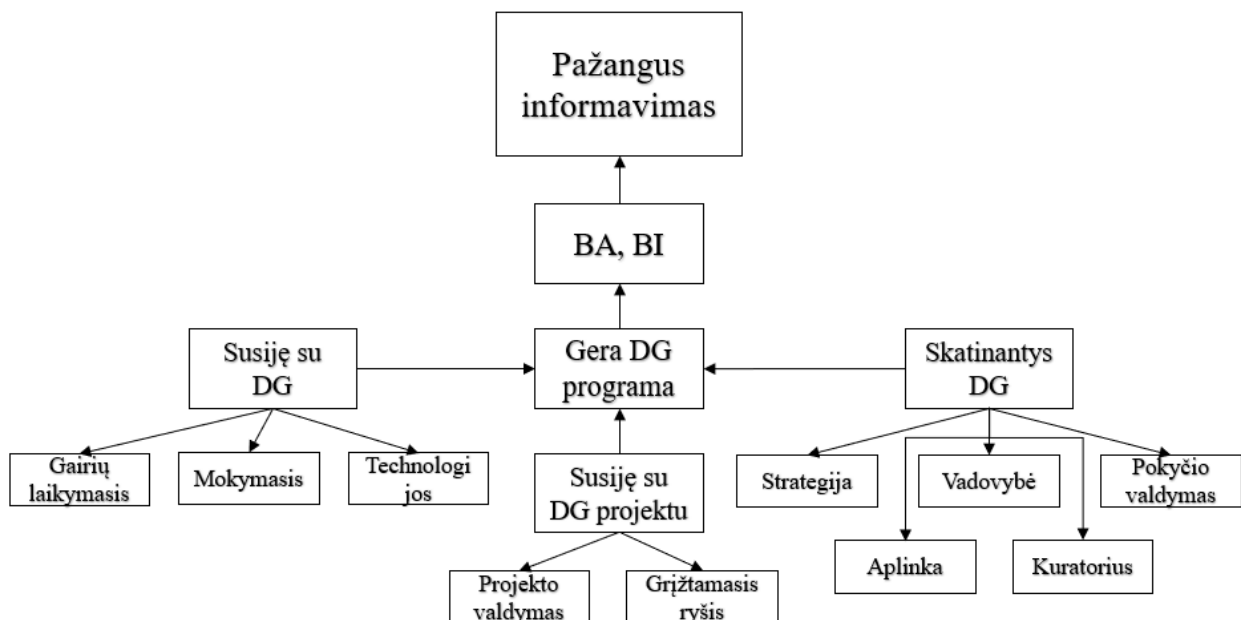 Pažangus
informavimas
BA, BI
Susiję su
DG
Gera DG
programa
Skatinantys
DG
Gairių
laikymasis
Mokymasis
Technologi
jos
Susiję su
DG projektu
Strategija
Vadovybė
Pokyčio
valdymas
Projekto
valdymas
Grįžtamasis
ryšis
Aplinka
Kuratorius